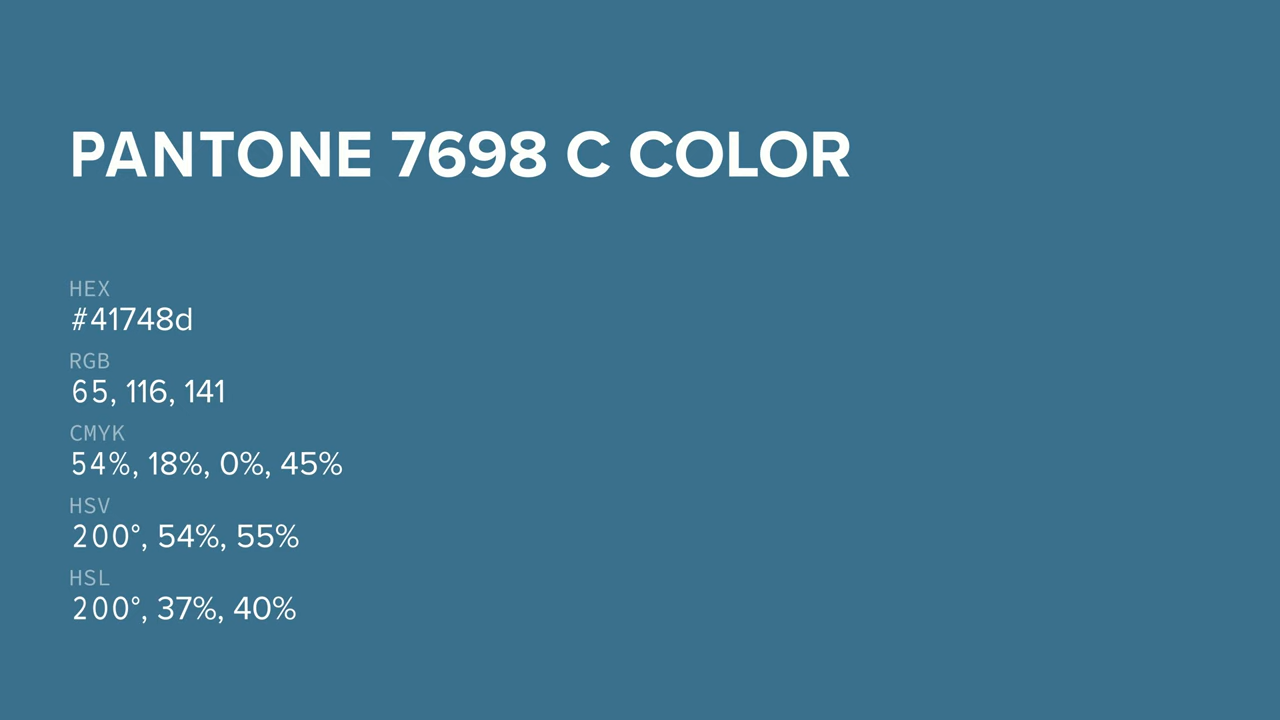 PANTONE 7698 C COLOR
HEX
#41748d
RGB
65, 116, 141
CMYK
54%, 18%, 0%, 45%
HSV
200°, 54%, 55%
HSL
200°, 37%, 40%